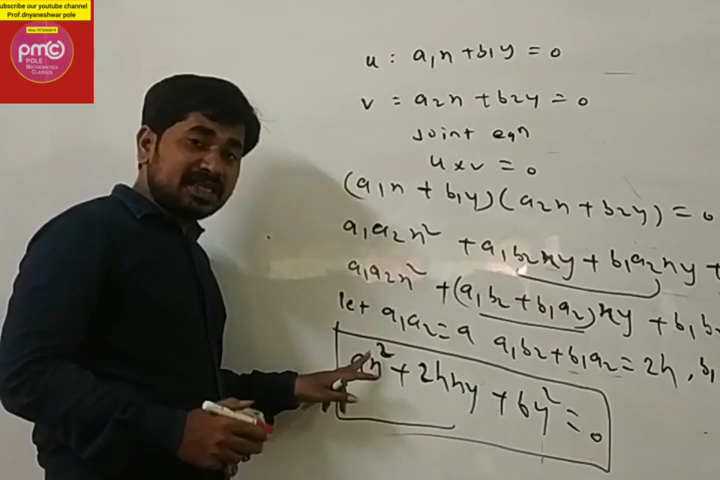 subscribe our youtube channel
Prof.dnyaneshwar pole
pmc
POLE
MATHEMATICS
CLASSES
u : a₁x + b₁y = 0
v = a₂x + b₂y = 0
Joint eqn
u x v = 0
(a₁x + b₁y)(a₂x + b₂y) = 0
a₁a₂x² + a₁b₂xy + b₁a₂xy +
a₁a₂x² + (a₁b₂ + b₁a₂)xy + b₁b₂
let a₁a₂ = a a₁b₂ + b₁a₂ = 2h, b₁
ax² + 2hxy + by² = 0